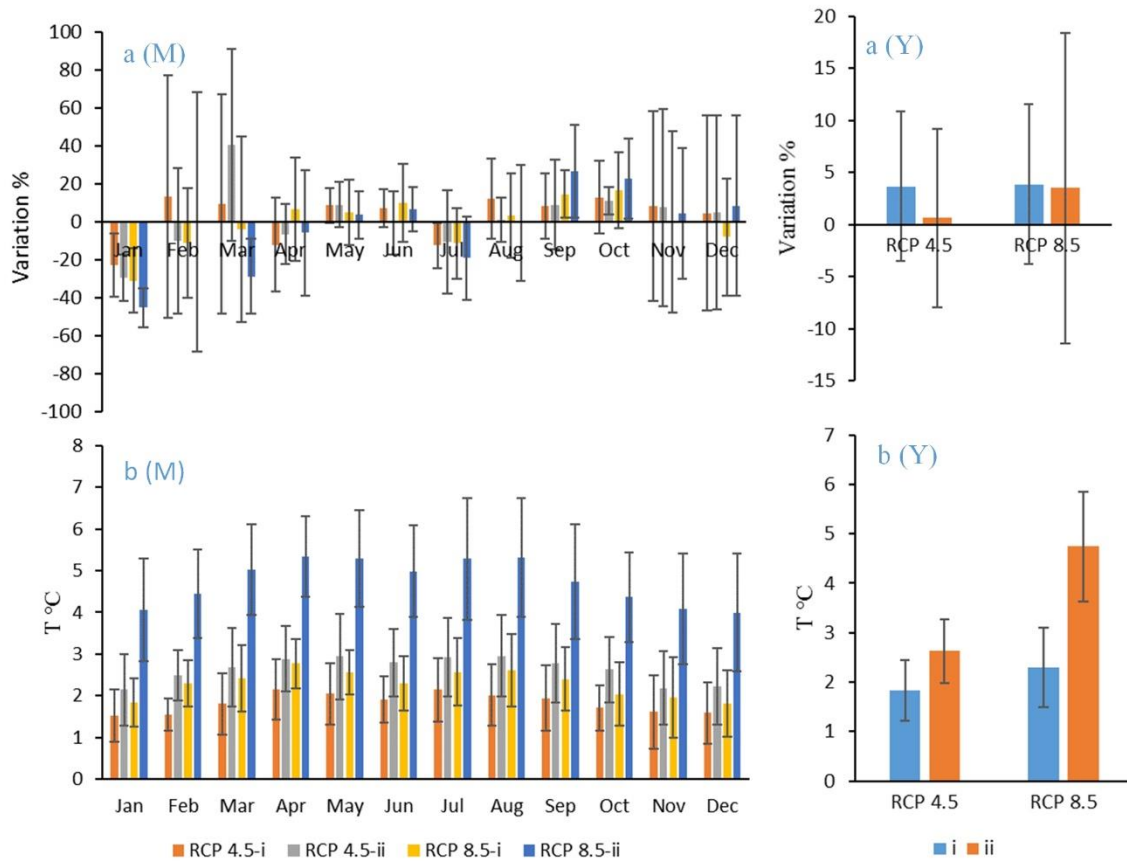 a (M)
Variation %
100
80
60
40
20
0
-20
-40
-60
-80
-100
Jan Feb Mar Apr May Jun Jul Aug Sep Oct Nov Dec
a (Y)
Variation %
20
15
10
5
0
-5
-10
-15
RCP 4.5 RCP 8.5
b (M)
T °C
8
7
6
5
4
3
2
1
0
Jan Feb Mar Apr May Jun Jul Aug Sep Oct Nov Dec
RCP 4.5-i RCP 4.5-ii RCP 8.5-i RCP 8.5-ii
b (Y)
T °C
7
6
5
4
3
2
1
0
RCP 4.5 RCP 8.5
i ii